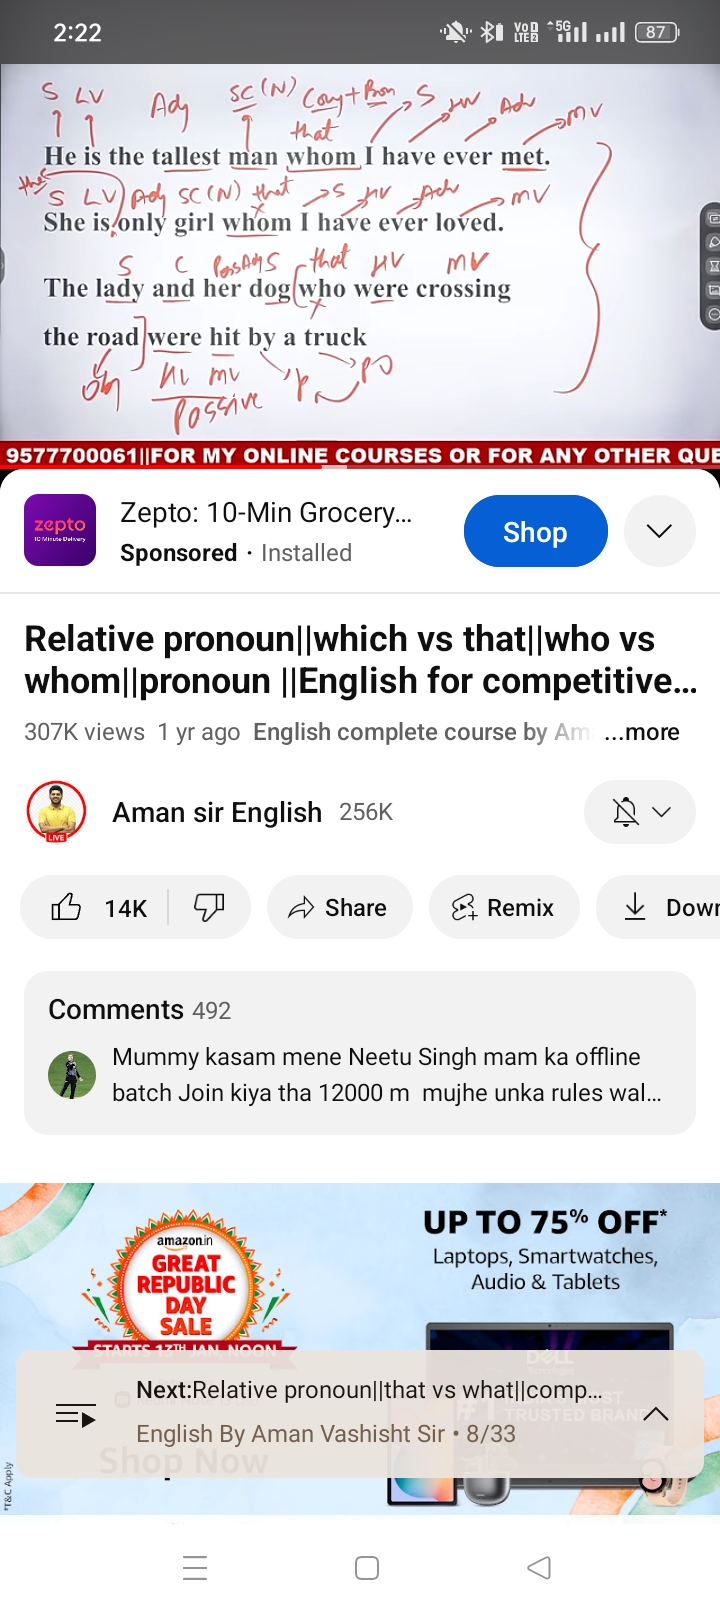 2:22
VoD LTE2 5G 87
S LV Adj SC(N) Conj+Pron S HV Adv MV
that
He is the tallest man whom I have ever met.
the S LV Adj SC(N) that S HV Adv MV
She is only girl whom I have ever loved.
S C PossAdj S that HV MV
The lady and her dog who were crossing
the road were hit by a truck
Obj HV MV P PO
Passive
9577700061||FOR MY ONLINE COURSES OR FOR ANY OTHER QUE
zepto
10 Minute Delivery
Zepto: 10-Min Grocery...
Sponsored · Installed
Shop
Relative pronoun||which vs that||who vs
whom||pronoun ||English for competitive...
307K views 1 yr ago English complete course by Am ...more
LIVE
Aman sir English 256K
14K Share Remix Down
Comments 492
Mummy kasam mene Neetu Singh mam ka offline
batch Join kiya tha 12000 m mujhe unka rules wal...
amazon.in
GREAT
REPUBLIC
DAY
SALE
STARTS 13TH JAN, NOON
UP TO 75% OFF*
Laptops, Smartwatches,
Audio & Tablets
DELL
Next:Relative pronoun||that vs what||comp...
TRUSTED BRAND
English By Aman Vashisht Sir • 8/33
Shop Now
*T&C Apply